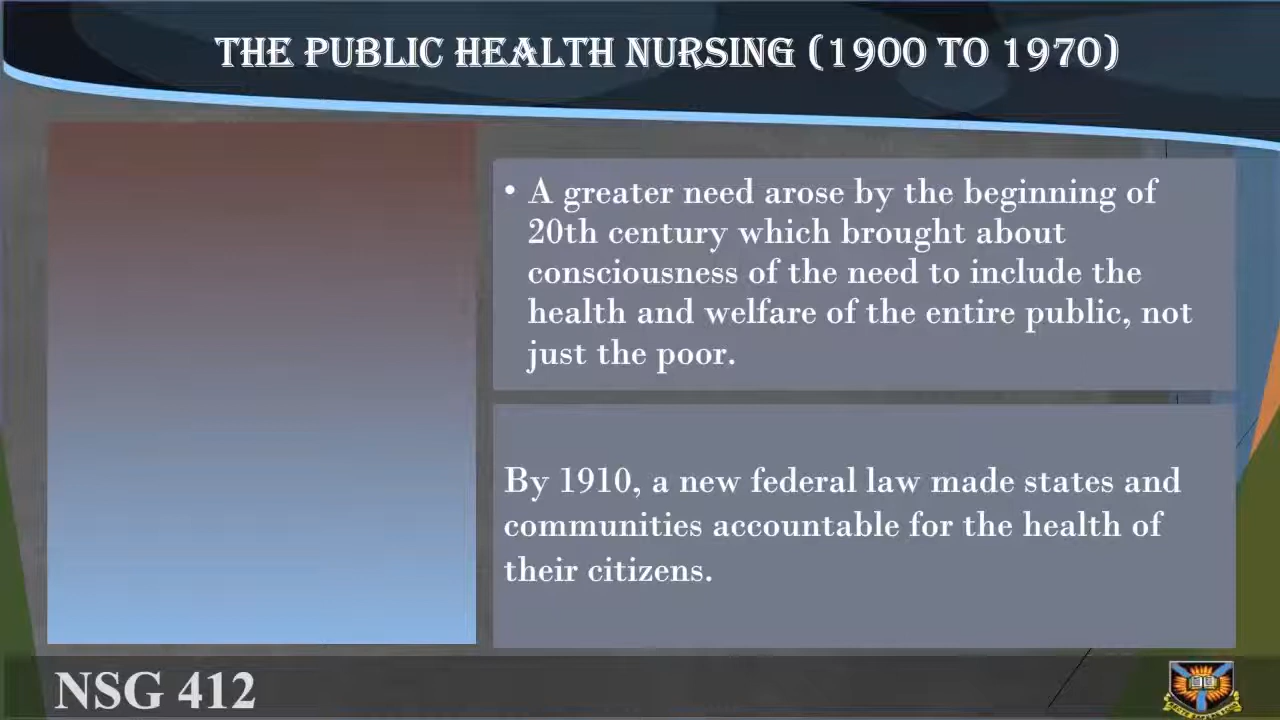 THE PUBLIC HEALTH NURSING (1900 TO 1970)
• A greater need arose by the beginning of
20th century which brought about
consciousness of the need to include the
health and welfare of the entire public, not
just the poor.
By 1910, a new federal law made states and
communities accountable for the health of
their citizens.
NSG 412